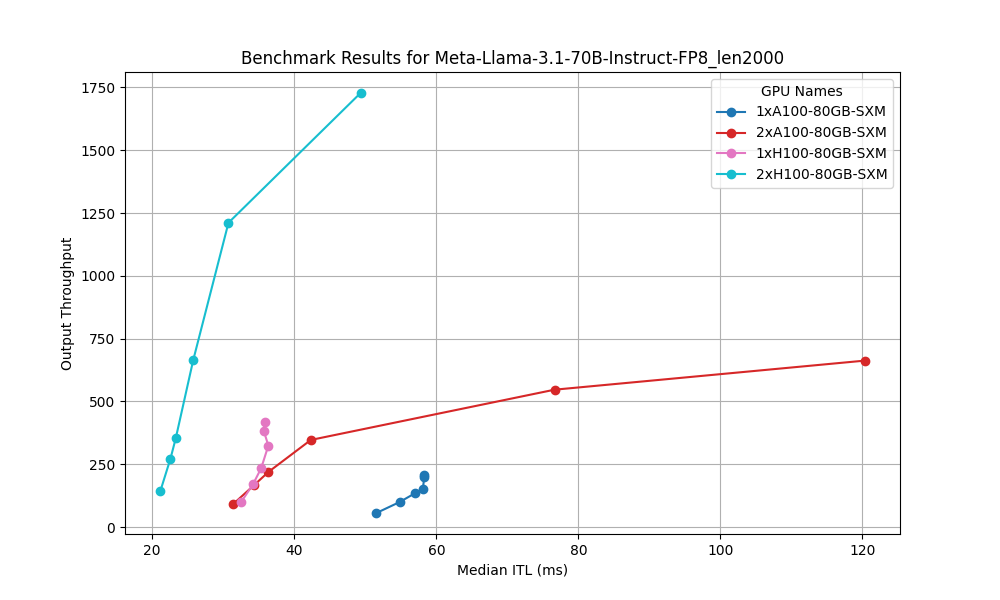 Benchmark Results for Meta-Llama-3.1-70B-Instruct-FP8_len2000
GPU Names
1xA100-80GB-SXM
2xA100-80GB-SXM
1xH100-80GB-SXM
2xH100-80GB-SXM
Output Throughput
1750
1500
1250
1000
750
500
250
0
20 40 60 80 100 120
Median ITL (ms)